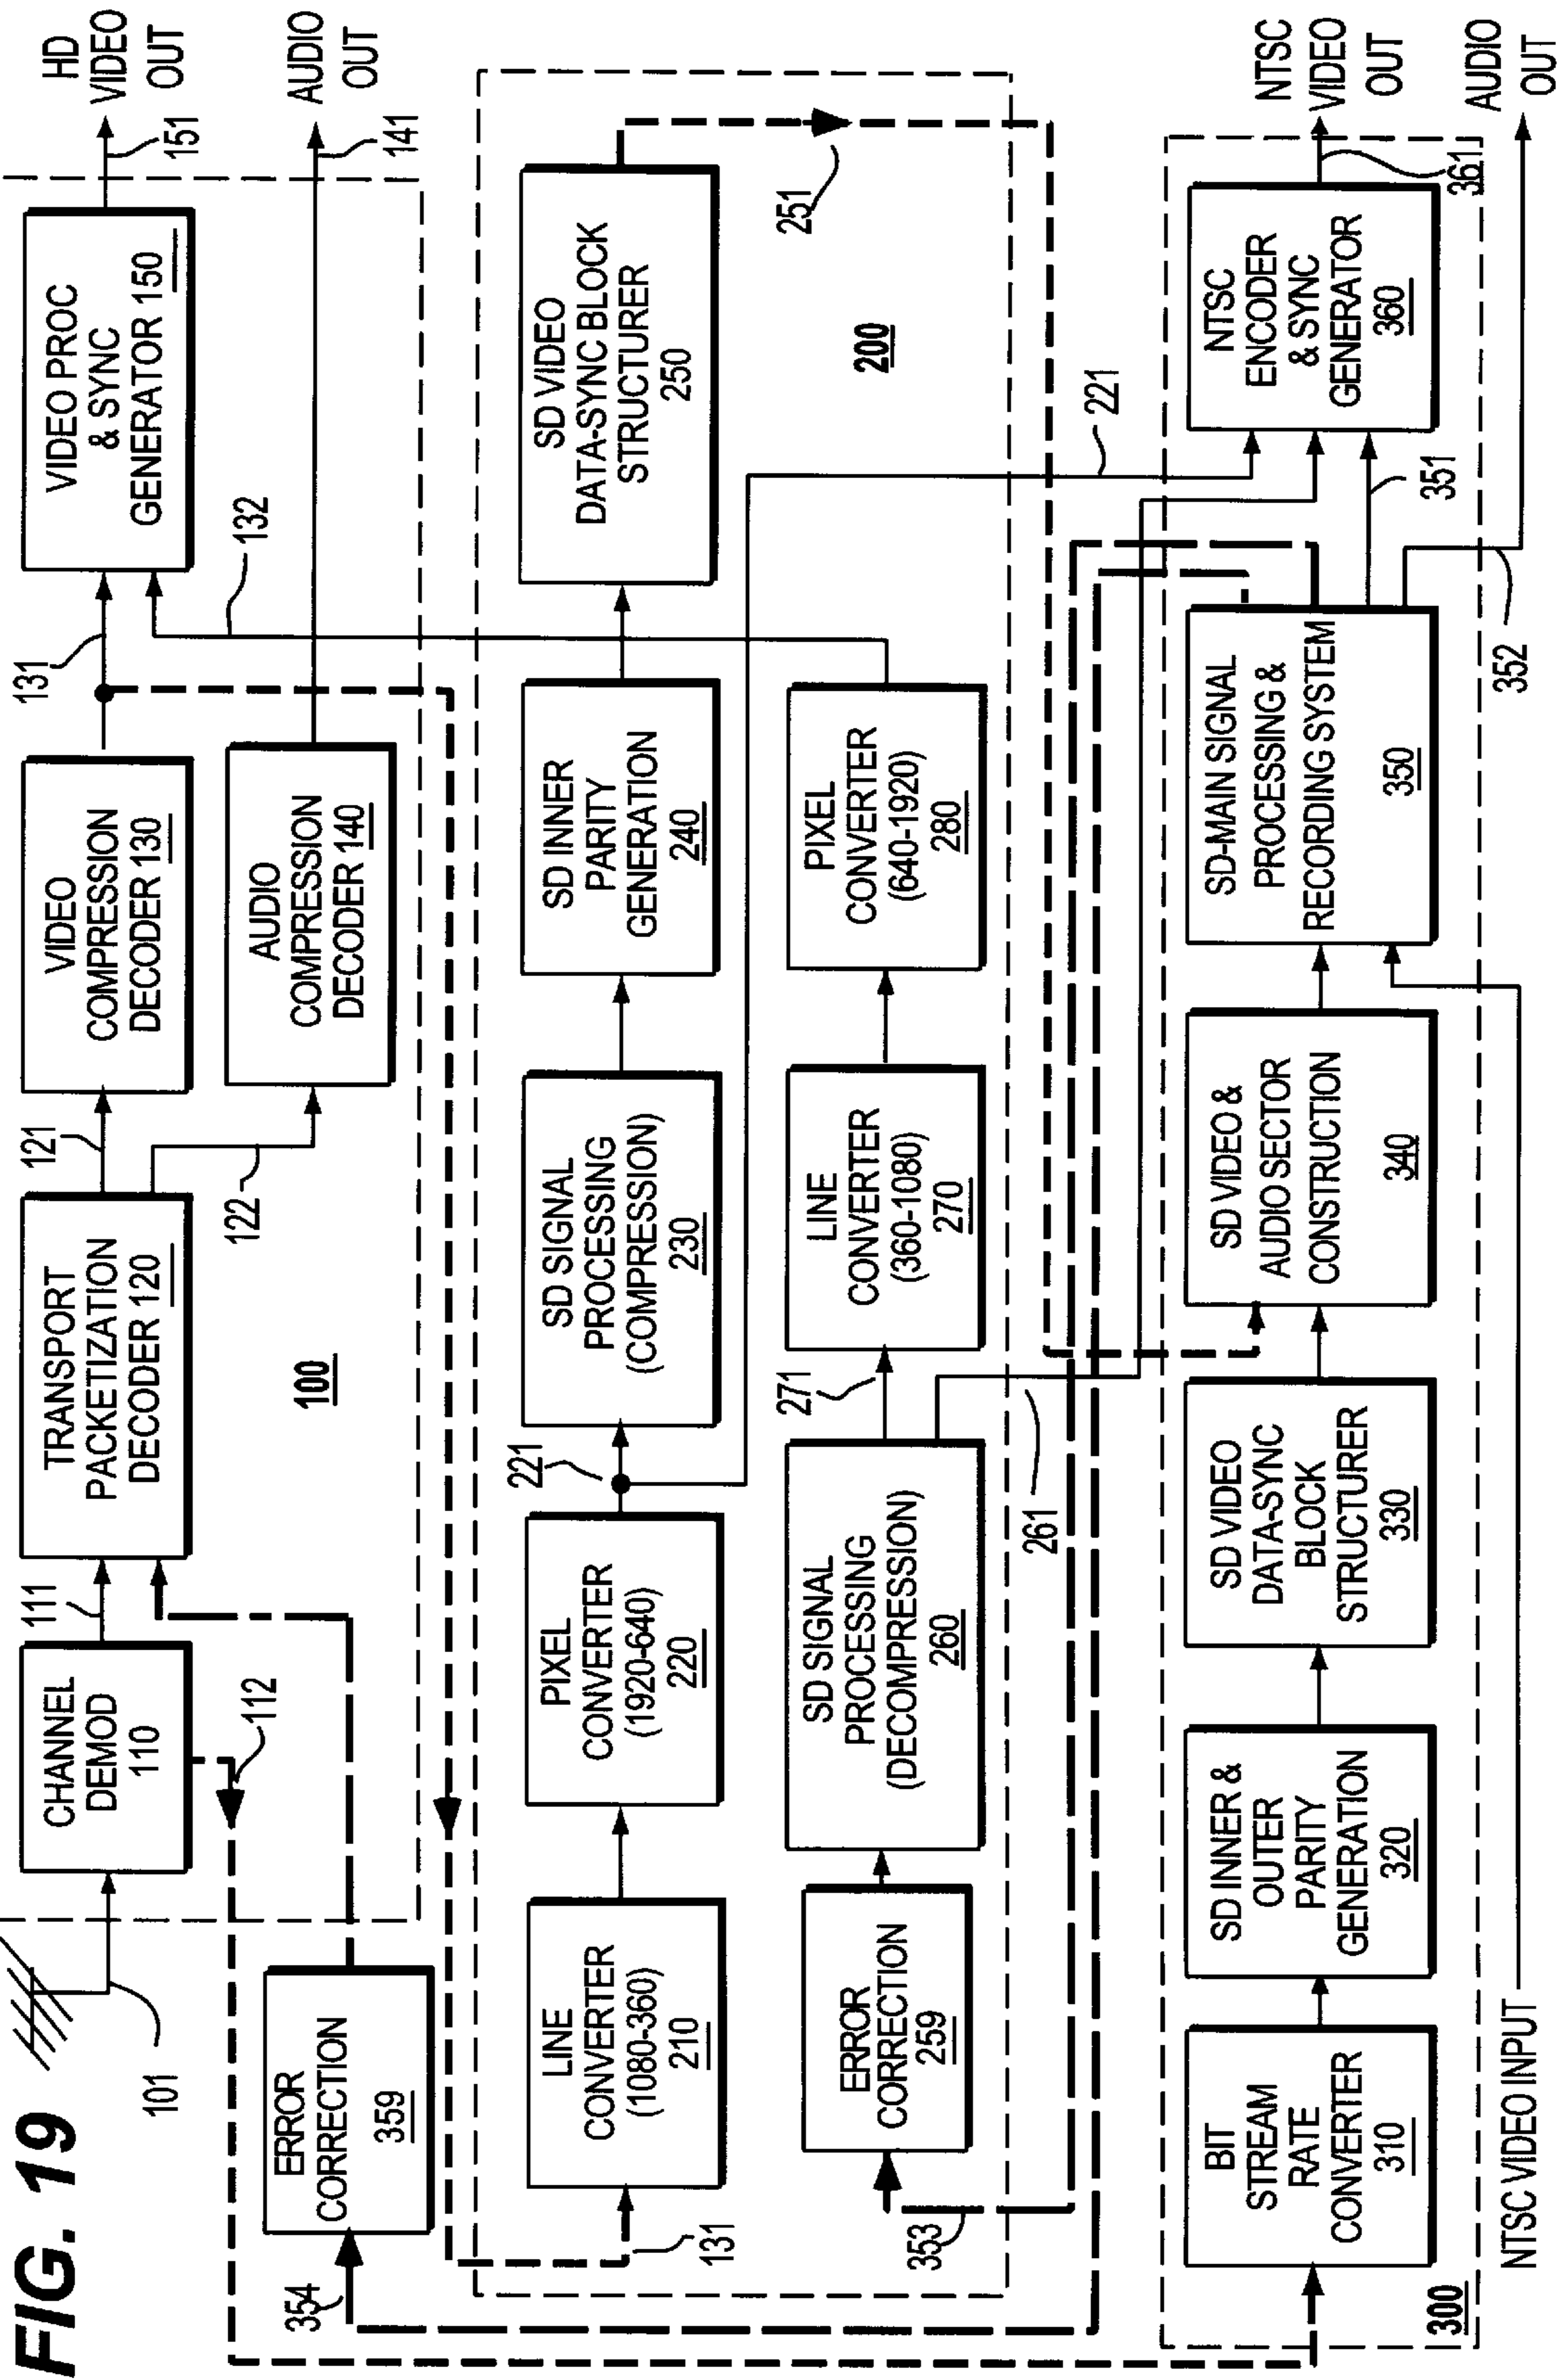 FIG. 19
101
CHANNEL
DEMOD
110
111
112
TRANSPORT
PACKETIZATION
DECODER 120
121
122
VIDEO
COMPRESSION
DECODER 130
131
132
AUDIO
COMPRESSION
DECODER 140
VIDEO PROC
& SYNC
GENERATOR 150
151
HD
VIDEO
OUT
141
AUDIO
OUT
100
354
ERROR
CORRECTION
359
131
LINE
CONVERTER
(1080-360)
210
PIXEL
CONVERTER
(1920-640)
220
221
SD SIGNAL
PROCESSING
(COMPRESSION)
230
SD INNER
PARITY
GENERATION
240
SD VIDEO
DATA-SYNC BLOCK
STRUCTURER
250
251
200
353
ERROR
CORRECTION
259
SD SIGNAL
PROCESSING
(DECOMPRESSION)
260
261
271
LINE
CONVERTER
(360-1080)
270
PIXEL
CONVERTER
(640-1920)
280
221
300
BIT
STREAM
RATE
CONVERTER
310
SD INNER &
OUTER
PARITY
GENERATION
320
SD VIDEO
DATA-SYNC
BLOCK
STRUCTURER
330
SD VIDEO &
AUDIO SECTOR
CONSTRUCTION
340
SD-MAIN SIGNAL
PROCESSING &
RECORDING SYSTEM
350
351
352
NTSC
ENCODER
& SYNC
GENERATOR
360
361
NTSC
VIDEO
OUT
AUDIO
OUT
NTSC VIDEO INPUT